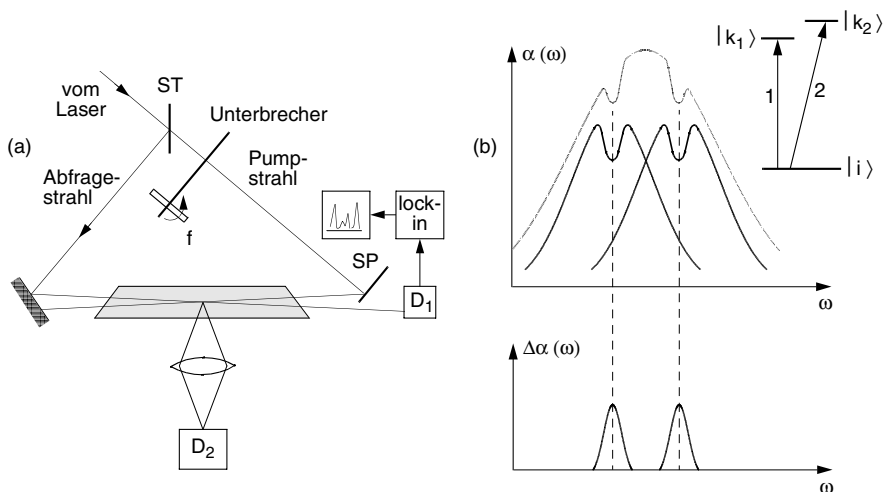 (a)
vom
Laser
ST
Unterbrecher
Abfrage-
strahl
Pump-
strahl
f
lock-
in
SP
D₁
D₂
(b)
α (ω)
ω
|k₁⟩
|k₂⟩
1
2
|i⟩
Δα (ω)
ω